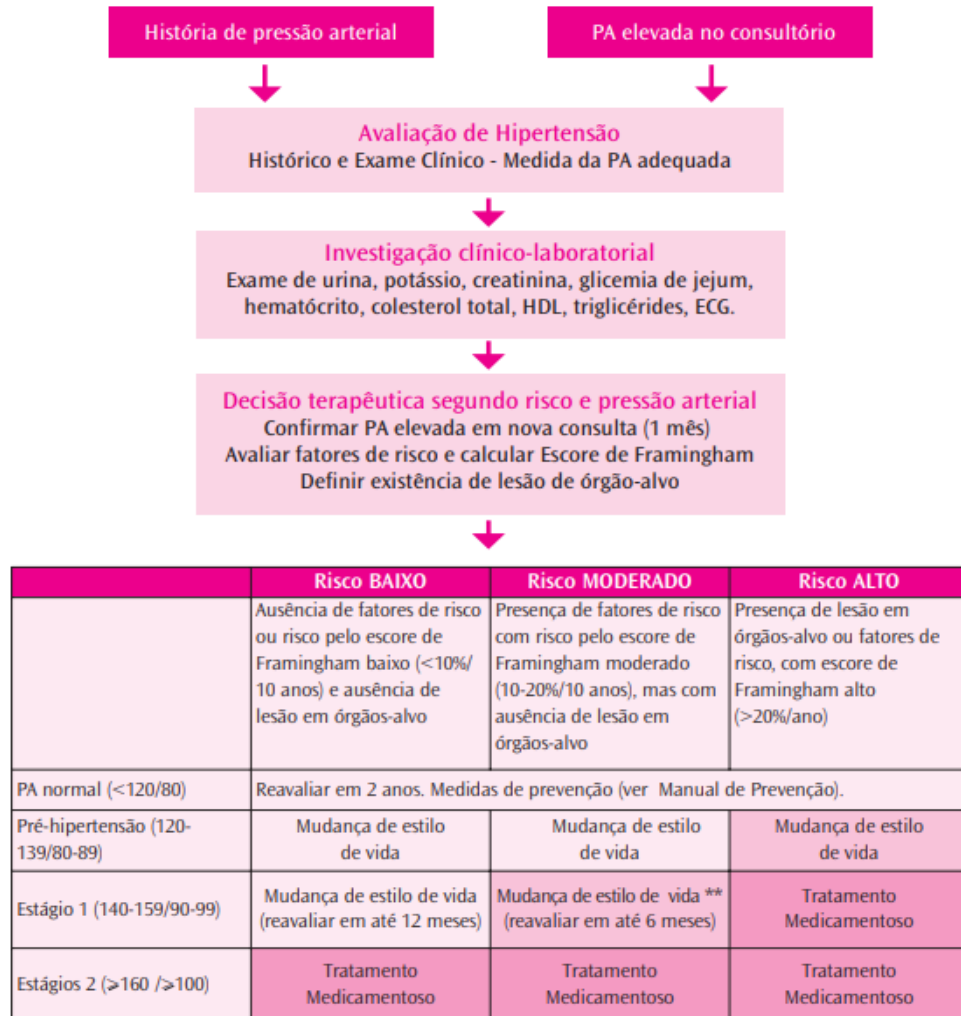 História de pressão arterial
PA elevada no consultório
Avaliação de Hipertensão
Histórico e Exame Clínico - Medida da PA adequada
Investigação clínico-laboratorial
Exame de urina, potássio, creatinina, glicemia de jejum,
hematócrito, colesterol total, HDL, triglicérides, ECG.
Decisão terapêutica segundo risco e pressão arterial
Confirmar PA elevada em nova consulta (1 mês)
Avaliar fatores de risco e calcular Escore de Framingham
Definir existência de lesão de órgão-alvo
Risco BAIXO
Risco MODERADO
Risco ALTO
Ausência de fatores de risco
ou risco pelo escore de
Framingham baixo (<10%/
10 anos) e ausência de
lesão em órgãos-alvo
Presença de fatores de risco
com risco pelo escore de
Framingham moderado
(10-20%/10 anos), mas com
ausência de lesão em
órgãos-alvo
Presença de lesão em
órgãos-alvo ou fatores de
risco, com escore de
Framingham alto
(>20%/ano)
PA normal (<120/80)
Reavaliar em 2 anos. Medidas de prevenção (ver Manual de Prevenção).
Pré-hipertensão (120-
139/80-89)
Mudança de estilo
de vida
Mudança de estilo
de vida
Mudança de estilo
de vida
Estágio 1 (140-159/90-99)
Mudança de estilo de vida
(reavaliar em até 12 meses)
Mudança de estilo de vida **
(reavaliar em até 6 meses)
Tratamento
Medicamentoso
Estágios 2 (⩾160 /⩾100)
Tratamento
Medicamentoso
Tratamento
Medicamentoso
Tratamento
Medicamentoso